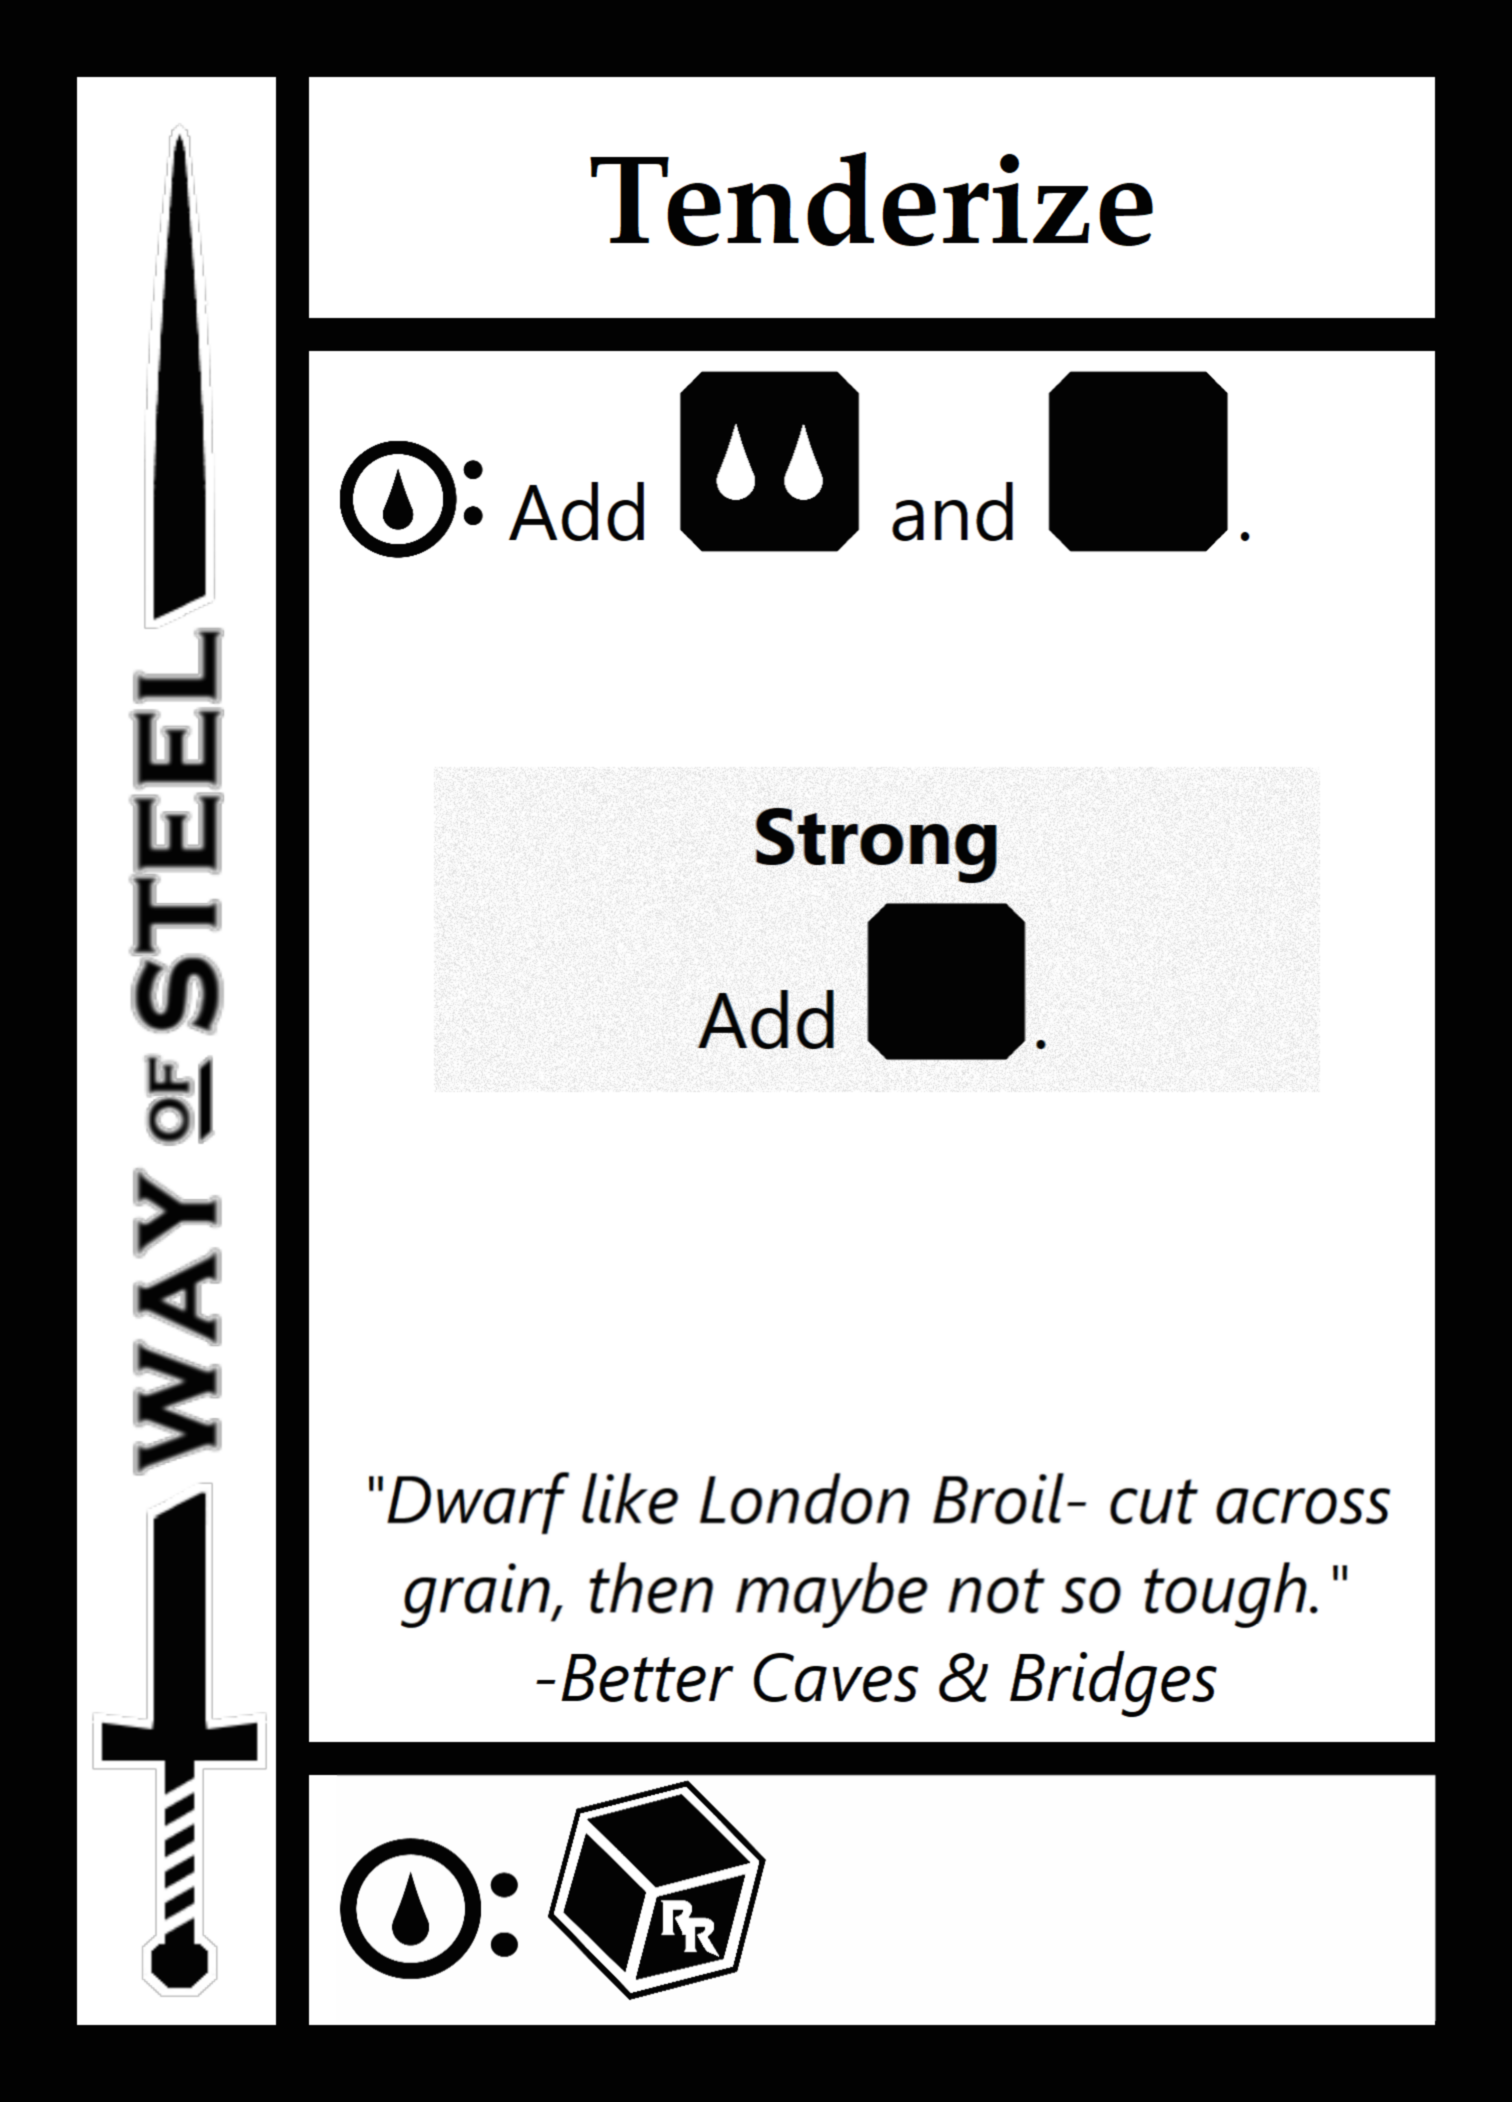 Tenderize
: Add and .
Strong
Add .
"Dwarf like London Broil- cut across
grain, then maybe not so tough."
-Better Caves & Bridges
: RR
WAY OF STEEL